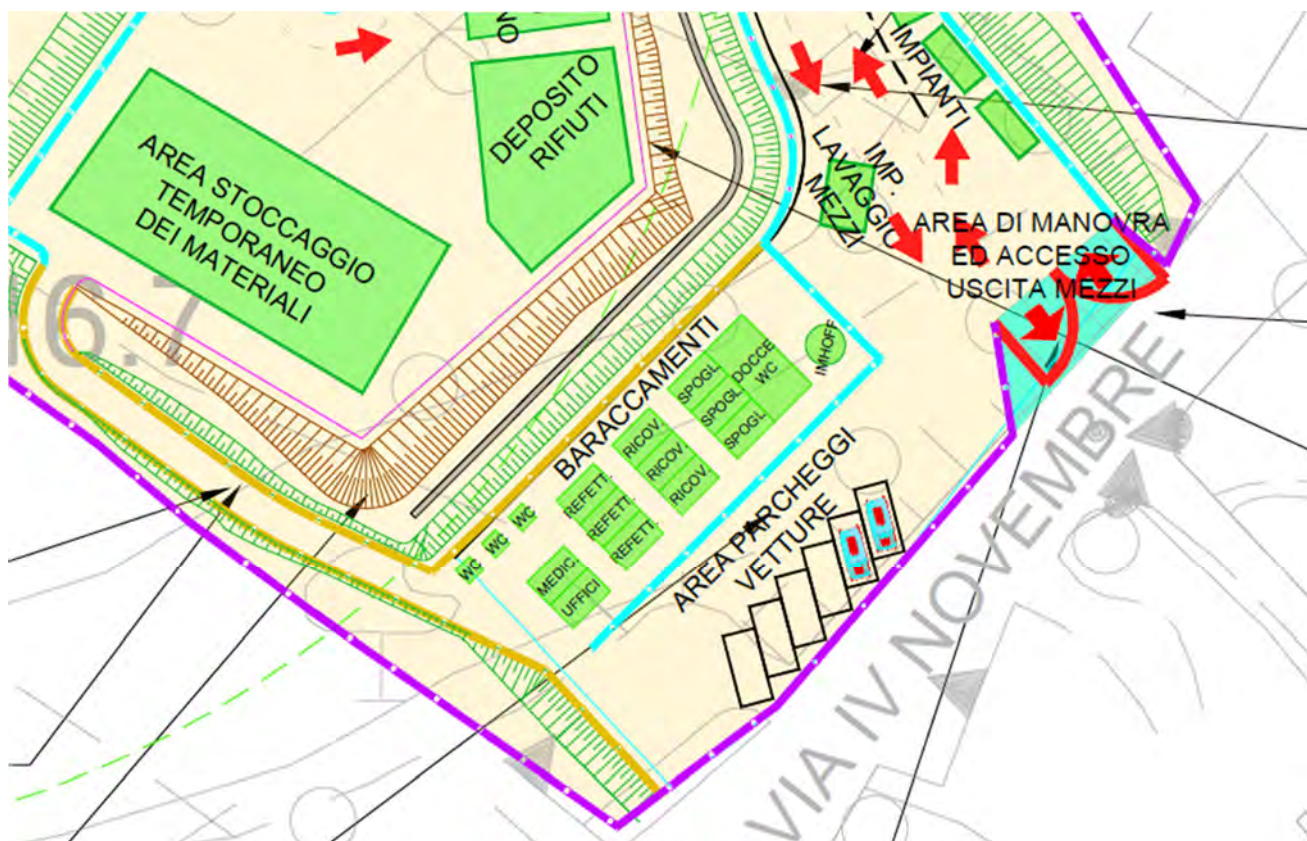 IMPIANTI
DEPOSITO
RIFIUTI
AREA STOCCAGGIO
TEMPORANEO
DEI MATERIALI
IMP.
LAVAGGIO
MEZZI
AREA DI MANOVRA
ED ACCESSO
USCITA MEZZI
16.7
BARACCAMENTI
IMHOFF
DOCCE
WC
SPOGL.
SPOGL.
SPOGL.
RICOV.
RICOV.
RICOV.
REFETT.
REFETT.
REFETT.
WC
WC
WC
MEDIC.
UFFICI
AREA PARCHEGGI
VETTURE
VIA IV NOVEMBRE